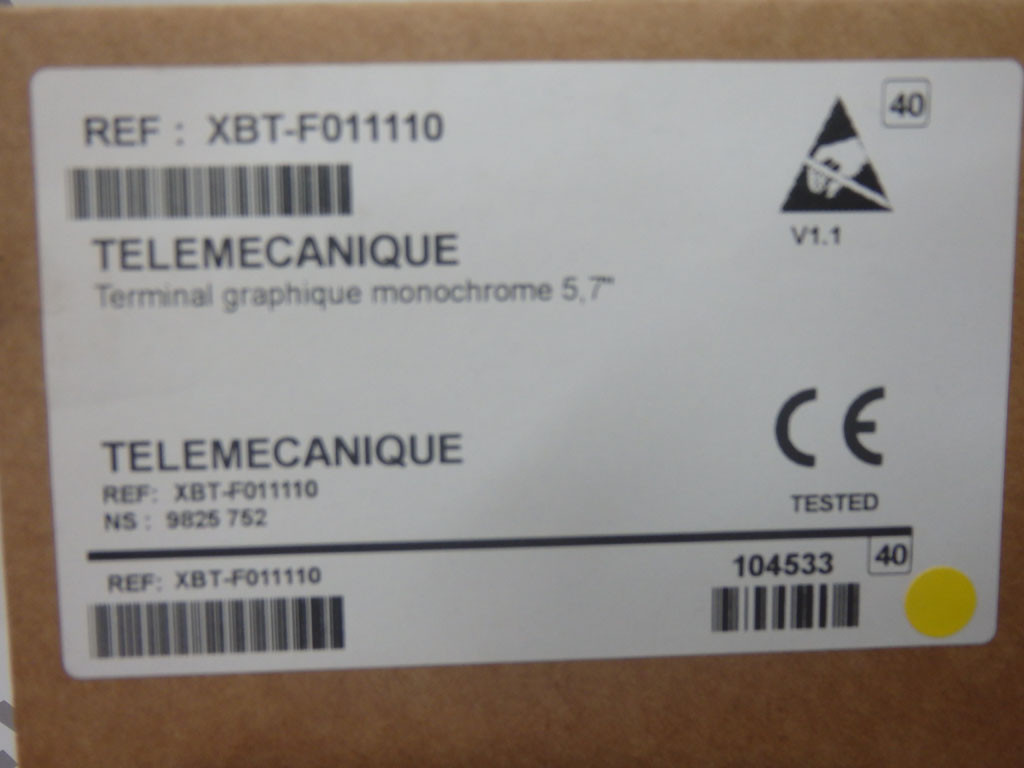 REF : XBT-F011110
40
TELEMECANIQUE
V1.1
Terminal graphique monochrome 5,7"
TELEMECANIQUE
CE
REF: XBT-F011110
TESTED
NS : 9825 752
REF: XBT-F011110
104533
40